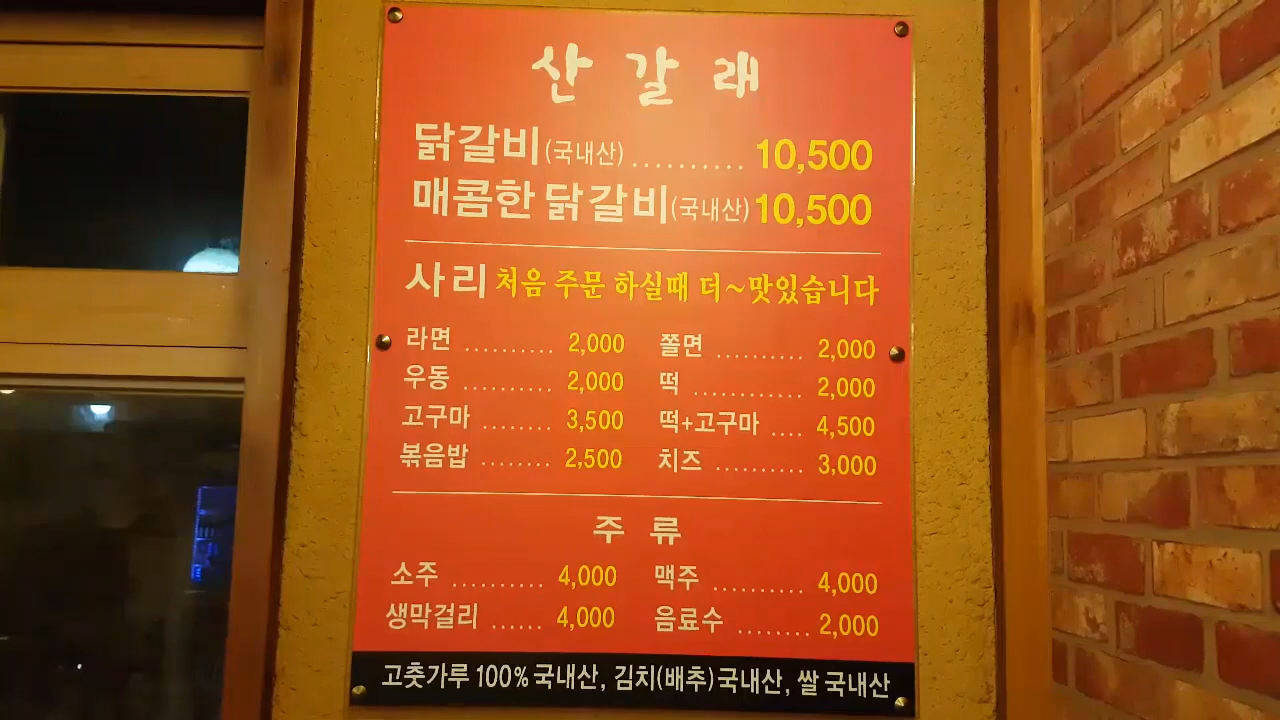 산갈래
닭갈비(국내산) .......... 10,500
매콤한 닭갈비(국내산) 10,500
사리 처음 주문 하실때 더~맛있습니다
라면 .......... 2,000 쫄면 .......... 2,000
우동 .......... 2,000 떡 ............ 2,000
고구마 ........ 3,500 떡+고구마 .... 4,500
볶음밥 ........ 2,500 치즈 .......... 3,000
주류
소주 .......... 4,000 맥주 .......... 4,000
생막걸리 ...... 4,000 음료수 ........ 2,000
고춧가루 100% 국내산, 김치(배추)국내산, 쌀 국내산